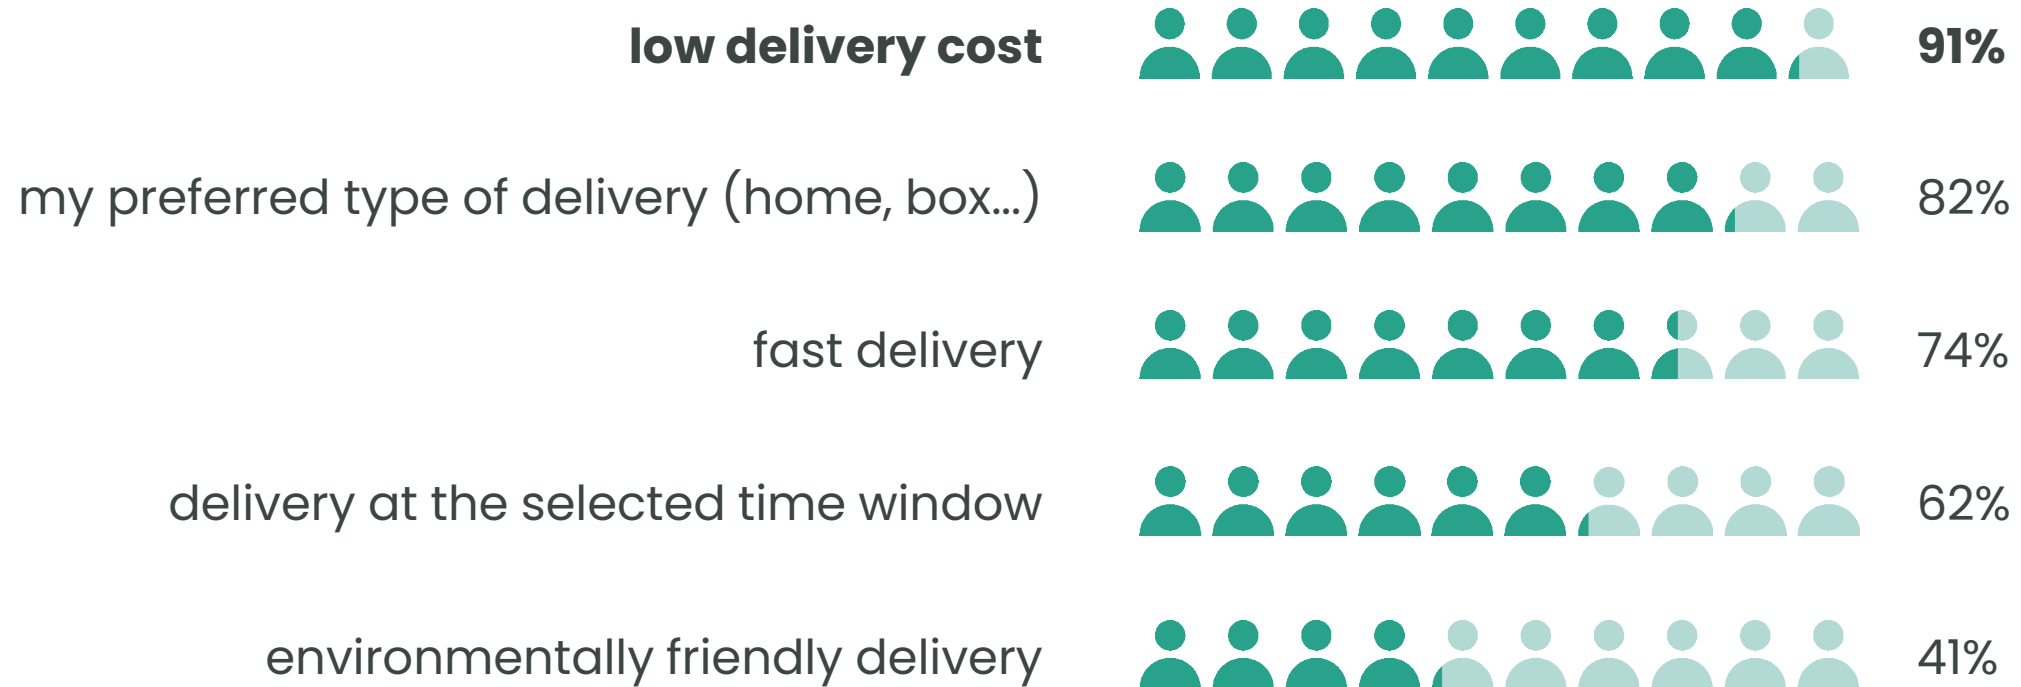 low delivery cost 91%
my preferred type of delivery (home, box...) 82%
fast delivery 74%
delivery at the selected time window 62%
environmentally friendly delivery 41%